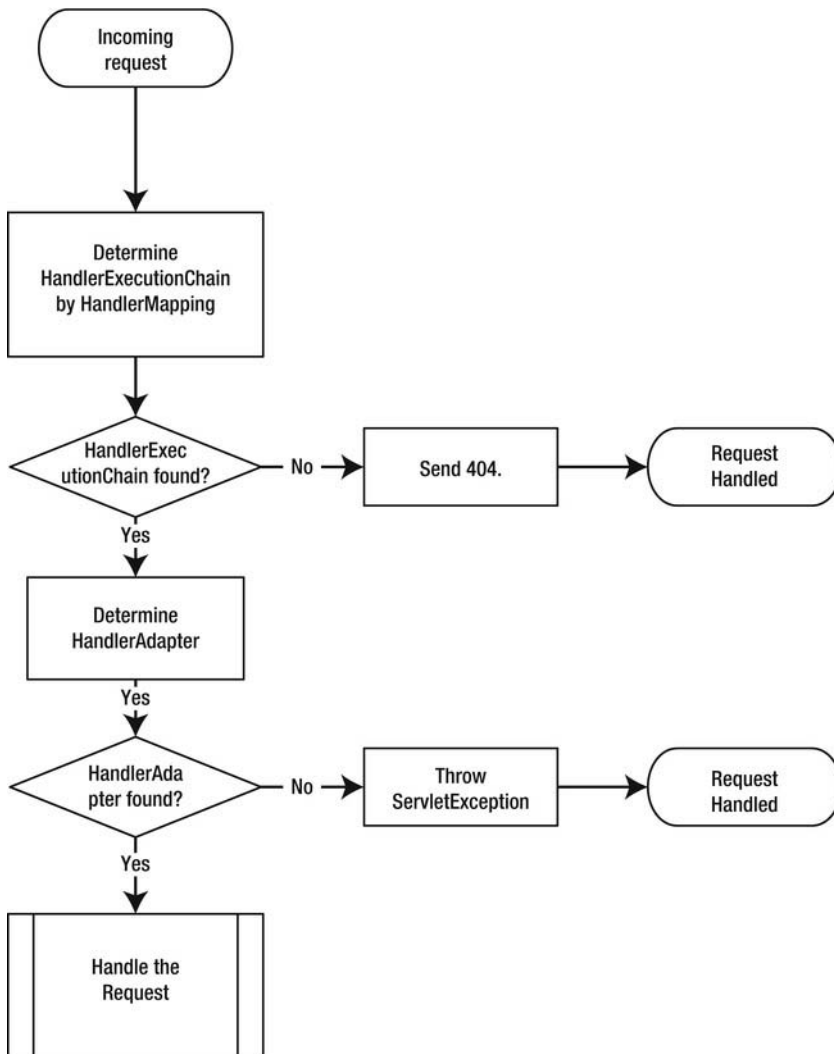 Incoming
request
Determine
HandlerExecutionChain
by HandlerMapping
HandlerExec
utionChain found?
No
Send 404.
Request
Handled
Yes
Determine
HandlerAdapter
Yes
HandlerAda
pter found?
No
Throw
ServletException
Request
Handled
Yes
Handle the
Request